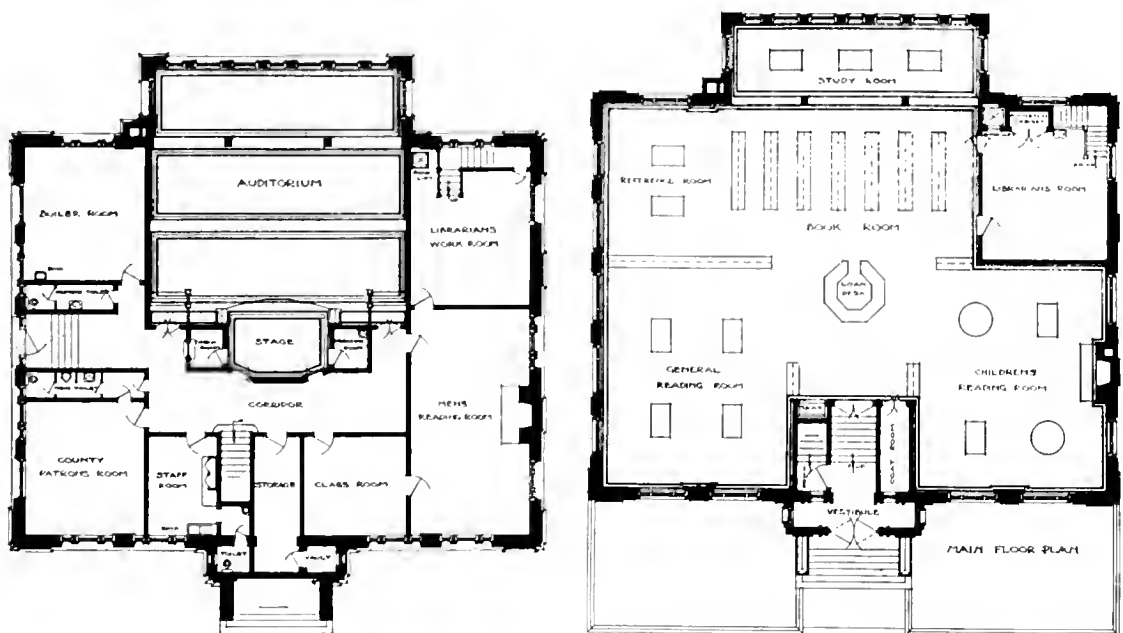 AUDITORIUM
BOILER ROOM
LIBRARIANS
WORK ROOM
STAGE
CORRIDOR
MENS
READING ROOM
COUNTY
PATRONS ROOM
STAFF
ROOM
STORAGE
CLASS ROOM
TOILET
VAULT
STUDY ROOM
REFERENCE ROOM
BOOK ROOM
LIBRARIANS
ROOM
LOAN
DESK
GENERAL
READING ROOM
CHILDRENS
READING ROOM
COAT ROOM
UP
VESTIBULE
MAIN FLOOR PLAN